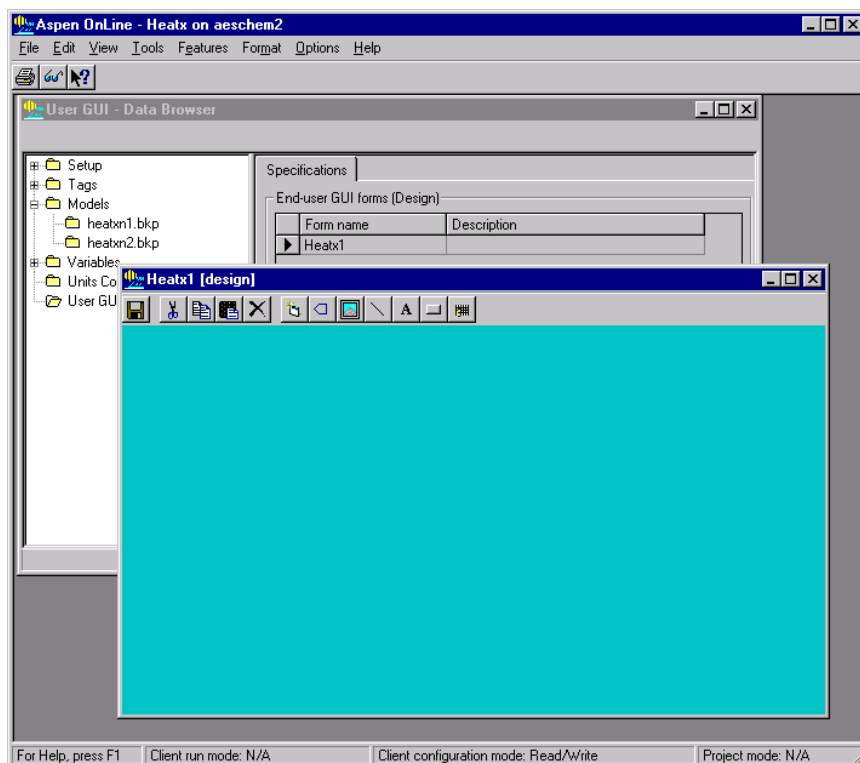 Aspen OnLine - Heatx on aeschem2
File Edit View Tools Features Format Options Help
User GUI - Data Browser
Setup
Tags
Models
heatxn1.bkp
heatxn2.bkp
Variables
Units Co
User GU
Specifications
End-user GUI forms (Design)
Form name Description
Heatx1
Heatx1 [design]
A
For Help, press F1 Client run mode: N/A Client configuration mode: Read/Write Project mode: N/A